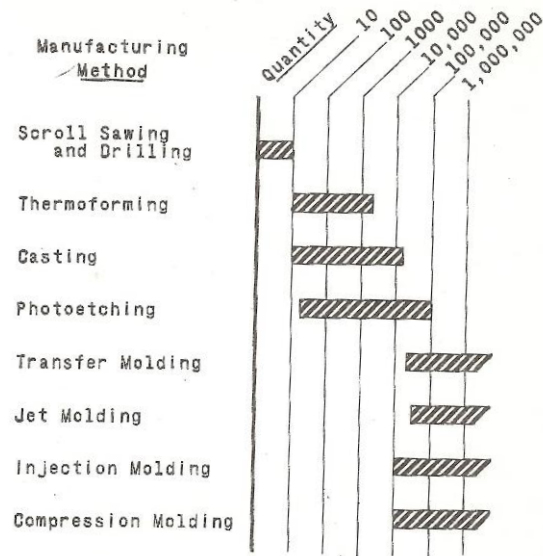 Manufacturing
Method
Quantity
10
100
1000
10,000
100,000
1,000,000
Scroll Sawing
and Drilling
Thermoforming
Casting
Photoetching
Transfer Molding
Jet Molding
Injection Molding
Compression Molding